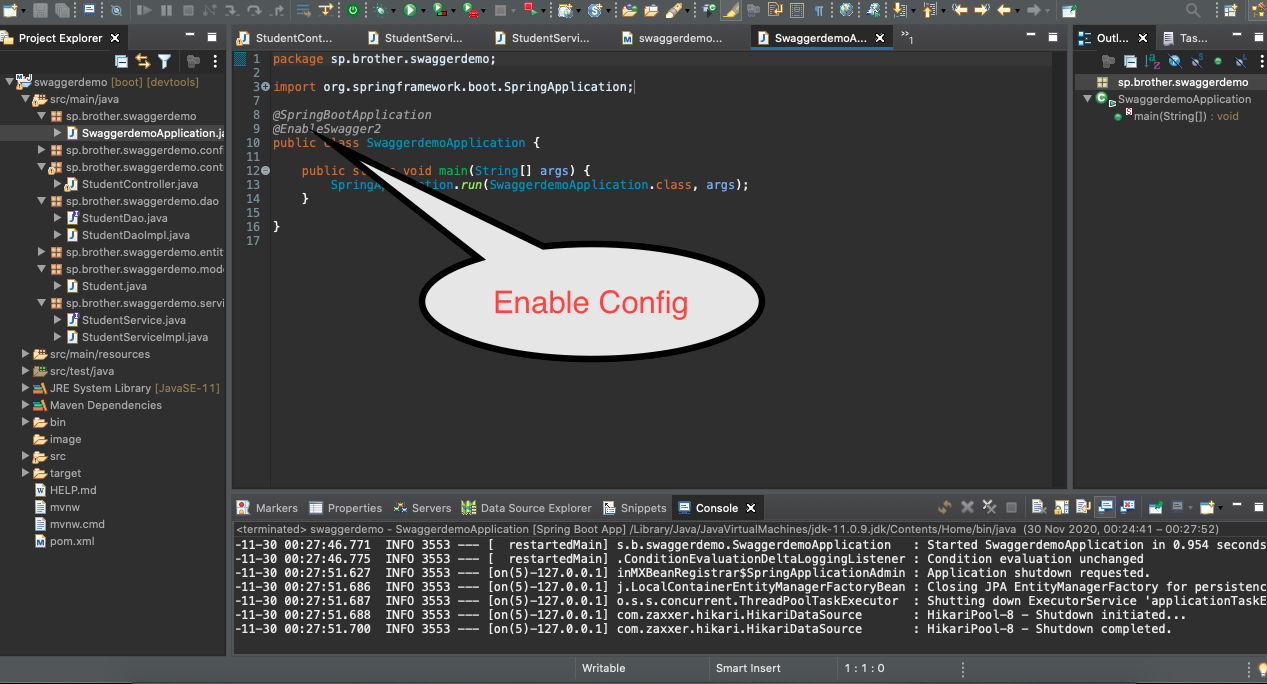 Project Explorer
StudentCont...
StudentServi...
StudentServi...
swaggerdemo...
SwaggerdemoA...
1
Outl...
Tas...
swaggerdemo [boot] [devtools]
src/main/java
sp.brother.swaggerdemo
SwaggerdemoApplication.ja
sp.brother.swaggerdemo.conf
sp.brother.swaggerdemo.cont
StudentController.java
sp.brother.swaggerdemo.dao
StudentDao.java
StudentDaoImpl.java
sp.brother.swaggerdemo.entit
sp.brother.swaggerdemo.mode
Student.java
sp.brother.swaggerdemo.servi
StudentService.java
StudentServiceImpl.java
src/main/resources
src/test/java
JRE System Library [JavaSE-11]
Maven Dependencies
bin
image
src
target
HELP.md
mvnw
mvnw.cmd
pom.xml
1 package sp.brother.swaggerdemo;
2
3 import org.springframework.boot.SpringApplication;
7
8 @SpringBootApplication
9 @EnableSwagger2
10 public class SwaggerdemoApplication {
11
12 public s void main(String[] args) {
13 SpringA on.run(SwaggerdemoApplication.class, args);
14 }
15
16 }
17
Enable Config
sp.brother.swaggerdemo
SwaggerdemoApplication
main(String[]) : void
Markers
Properties
Servers
Data Source Explorer
Snippets
Console
<terminated> swaggerdemo - SwaggerdemoApplication [Spring Boot App] /Library/Java/JavaVirtualMachines/jdk-11.0.9.jdk/Contents/Home/bin/java (30 Nov 2020, 00:24:41 – 00:27:52)
-11-30 00:27:46.771 INFO 3553 --- [ restartedMain] s.b.swaggerdemo.SwaggerdemoApplication : Started SwaggerdemoApplication in 0.954 seconds
-11-30 00:27:46.775 INFO 3553 --- [ restartedMain] .ConditionEvaluationDeltaLoggingListener : Condition evaluation unchanged
-11-30 00:27:51.627 INFO 3553 --- [on(5)-127.0.0.1] inMXBeanRegistrar$SpringApplicationAdmin : Application shutdown requested.
-11-30 00:27:51.686 INFO 3553 --- [on(5)-127.0.0.1] j.LocalContainerEntityManagerFactoryBean : Closing JPA EntityManagerFactory for persistenc
-11-30 00:27:51.687 INFO 3553 --- [on(5)-127.0.0.1] o.s.s.concurrent.ThreadPoolTaskExecutor : Shutting down ExecutorService 'applicationTaskE
-11-30 00:27:51.688 INFO 3553 --- [on(5)-127.0.0.1] com.zaxxer.hikari.HikariDataSource : HikariPool-8 - Shutdown initiated...
-11-30 00:27:51.700 INFO 3553 --- [on(5)-127.0.0.1] com.zaxxer.hikari.HikariDataSource : HikariPool-8 - Shutdown completed.
Writable
Smart Insert
1 : 1 : 0